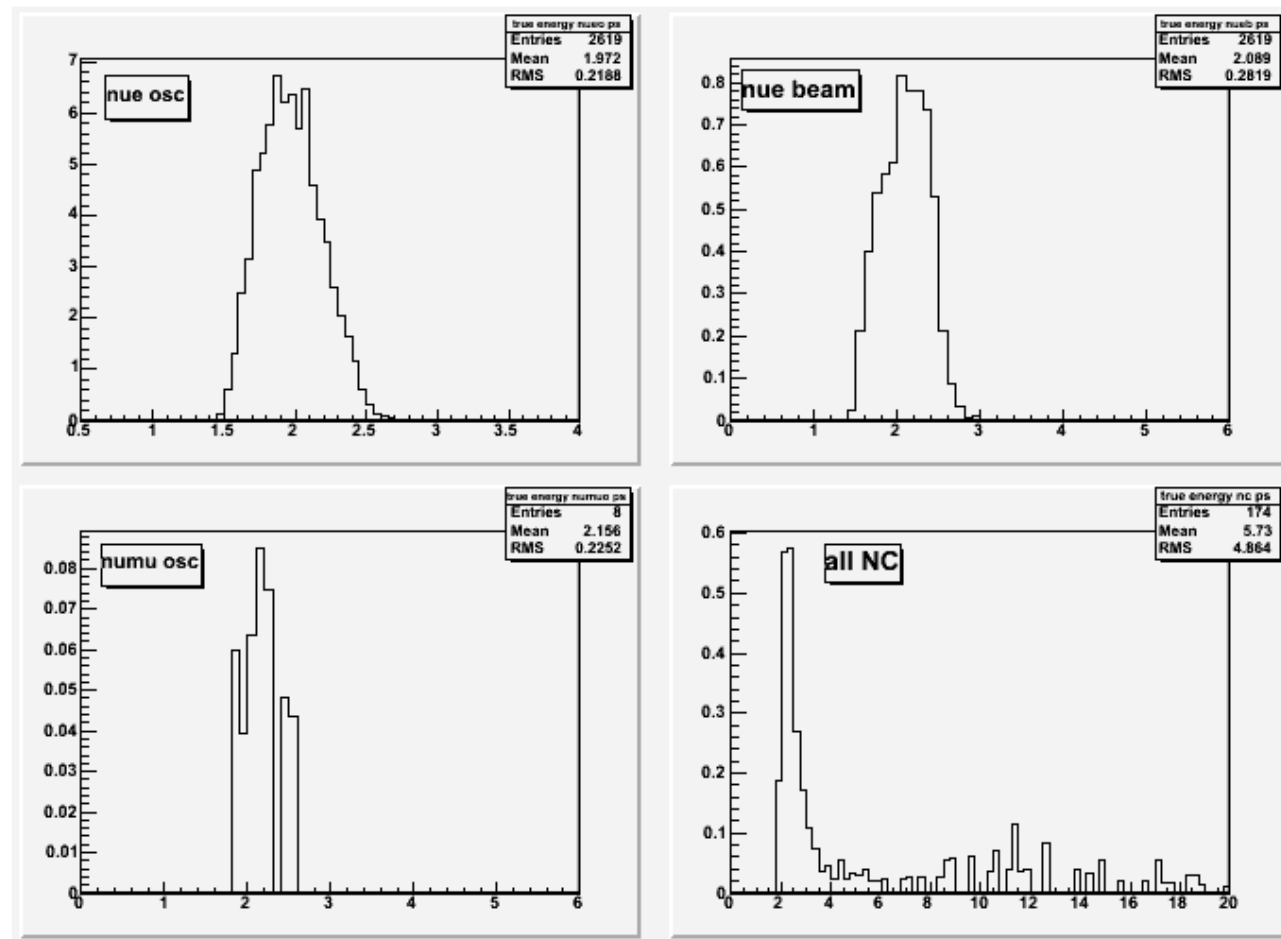 true energy nueo ps
Entries 2619
Mean 1.972
RMS 0.2188
nue osc
7
6
5
4
3
2
1
0
0.5 1 1.5 2 2.5 3 3.5 4
true energy nueb ps
Entries 2619
Mean 2.089
RMS 0.2819
nue beam
0.8
0.7
0.6
0.5
0.4
0.3
0.2
0.1
0
0 1 2 3 4 5 6
true energy numuo ps
Entries 8
Mean 2.156
RMS 0.2252
numu osc
0.08
0.07
0.06
0.05
0.04
0.03
0.02
0.01
0
0 1 2 3 4 5 6
true energy nc ps
Entries 174
Mean 5.73
RMS 4.864
all NC
0.6
0.5
0.4
0.3
0.2
0.1
0
0 2 4 6 8 10 12 14 16 18 20